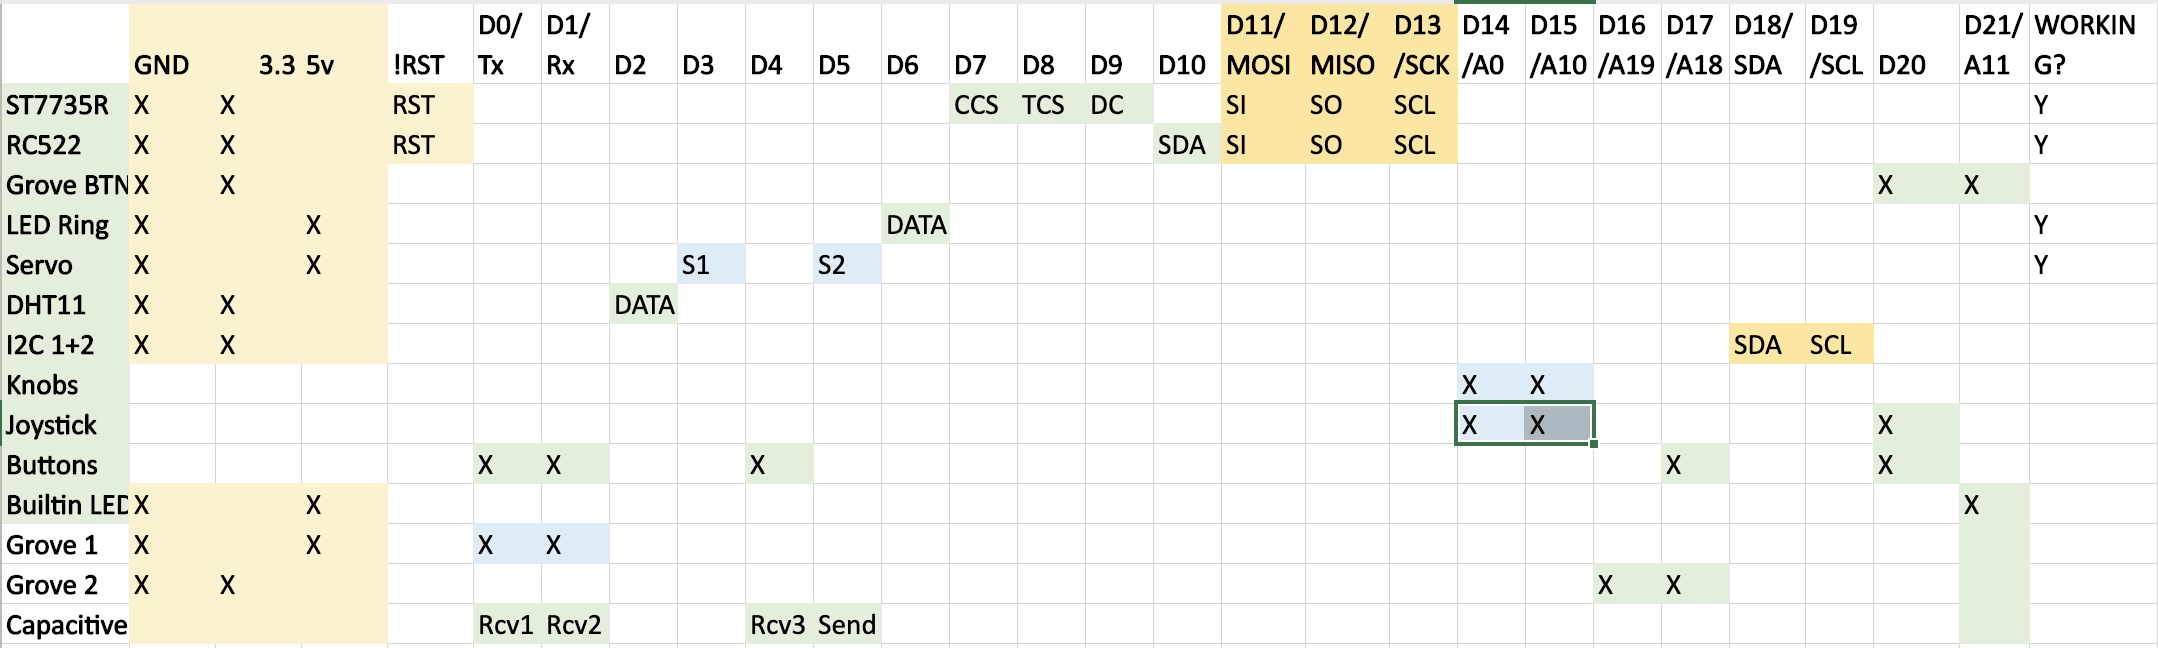 GND 3.3 5v !RST D0/ Tx D1/ Rx D2 D3 D4 D5 D6 D7 D8 D9 D10 D11/ MOSI D12/ MISO D13 /SCK D14 /A0 D15 /A10 D16 /A19 D17 /A18 D18/ SDA D19 /SCL D20 D21/ A11 WORKIN G?
ST7735R X X RST CCS TCS DC SI SO SCL Y
RC522 X X RST SDA SI SO SCL Y
Grove BTN X X X X
LED Ring X X DATA Y
Servo X X S1 S2 Y
DHT11 X X DATA
I2C 1+2 X X SDA SCL
Knobs X X
Joystick X X X
Buttons X X X X X
Builtin LED X X X
Grove 1 X X X X
Grove 2 X X X X
Capacitive Rcv1 Rcv2 Rcv3 Send